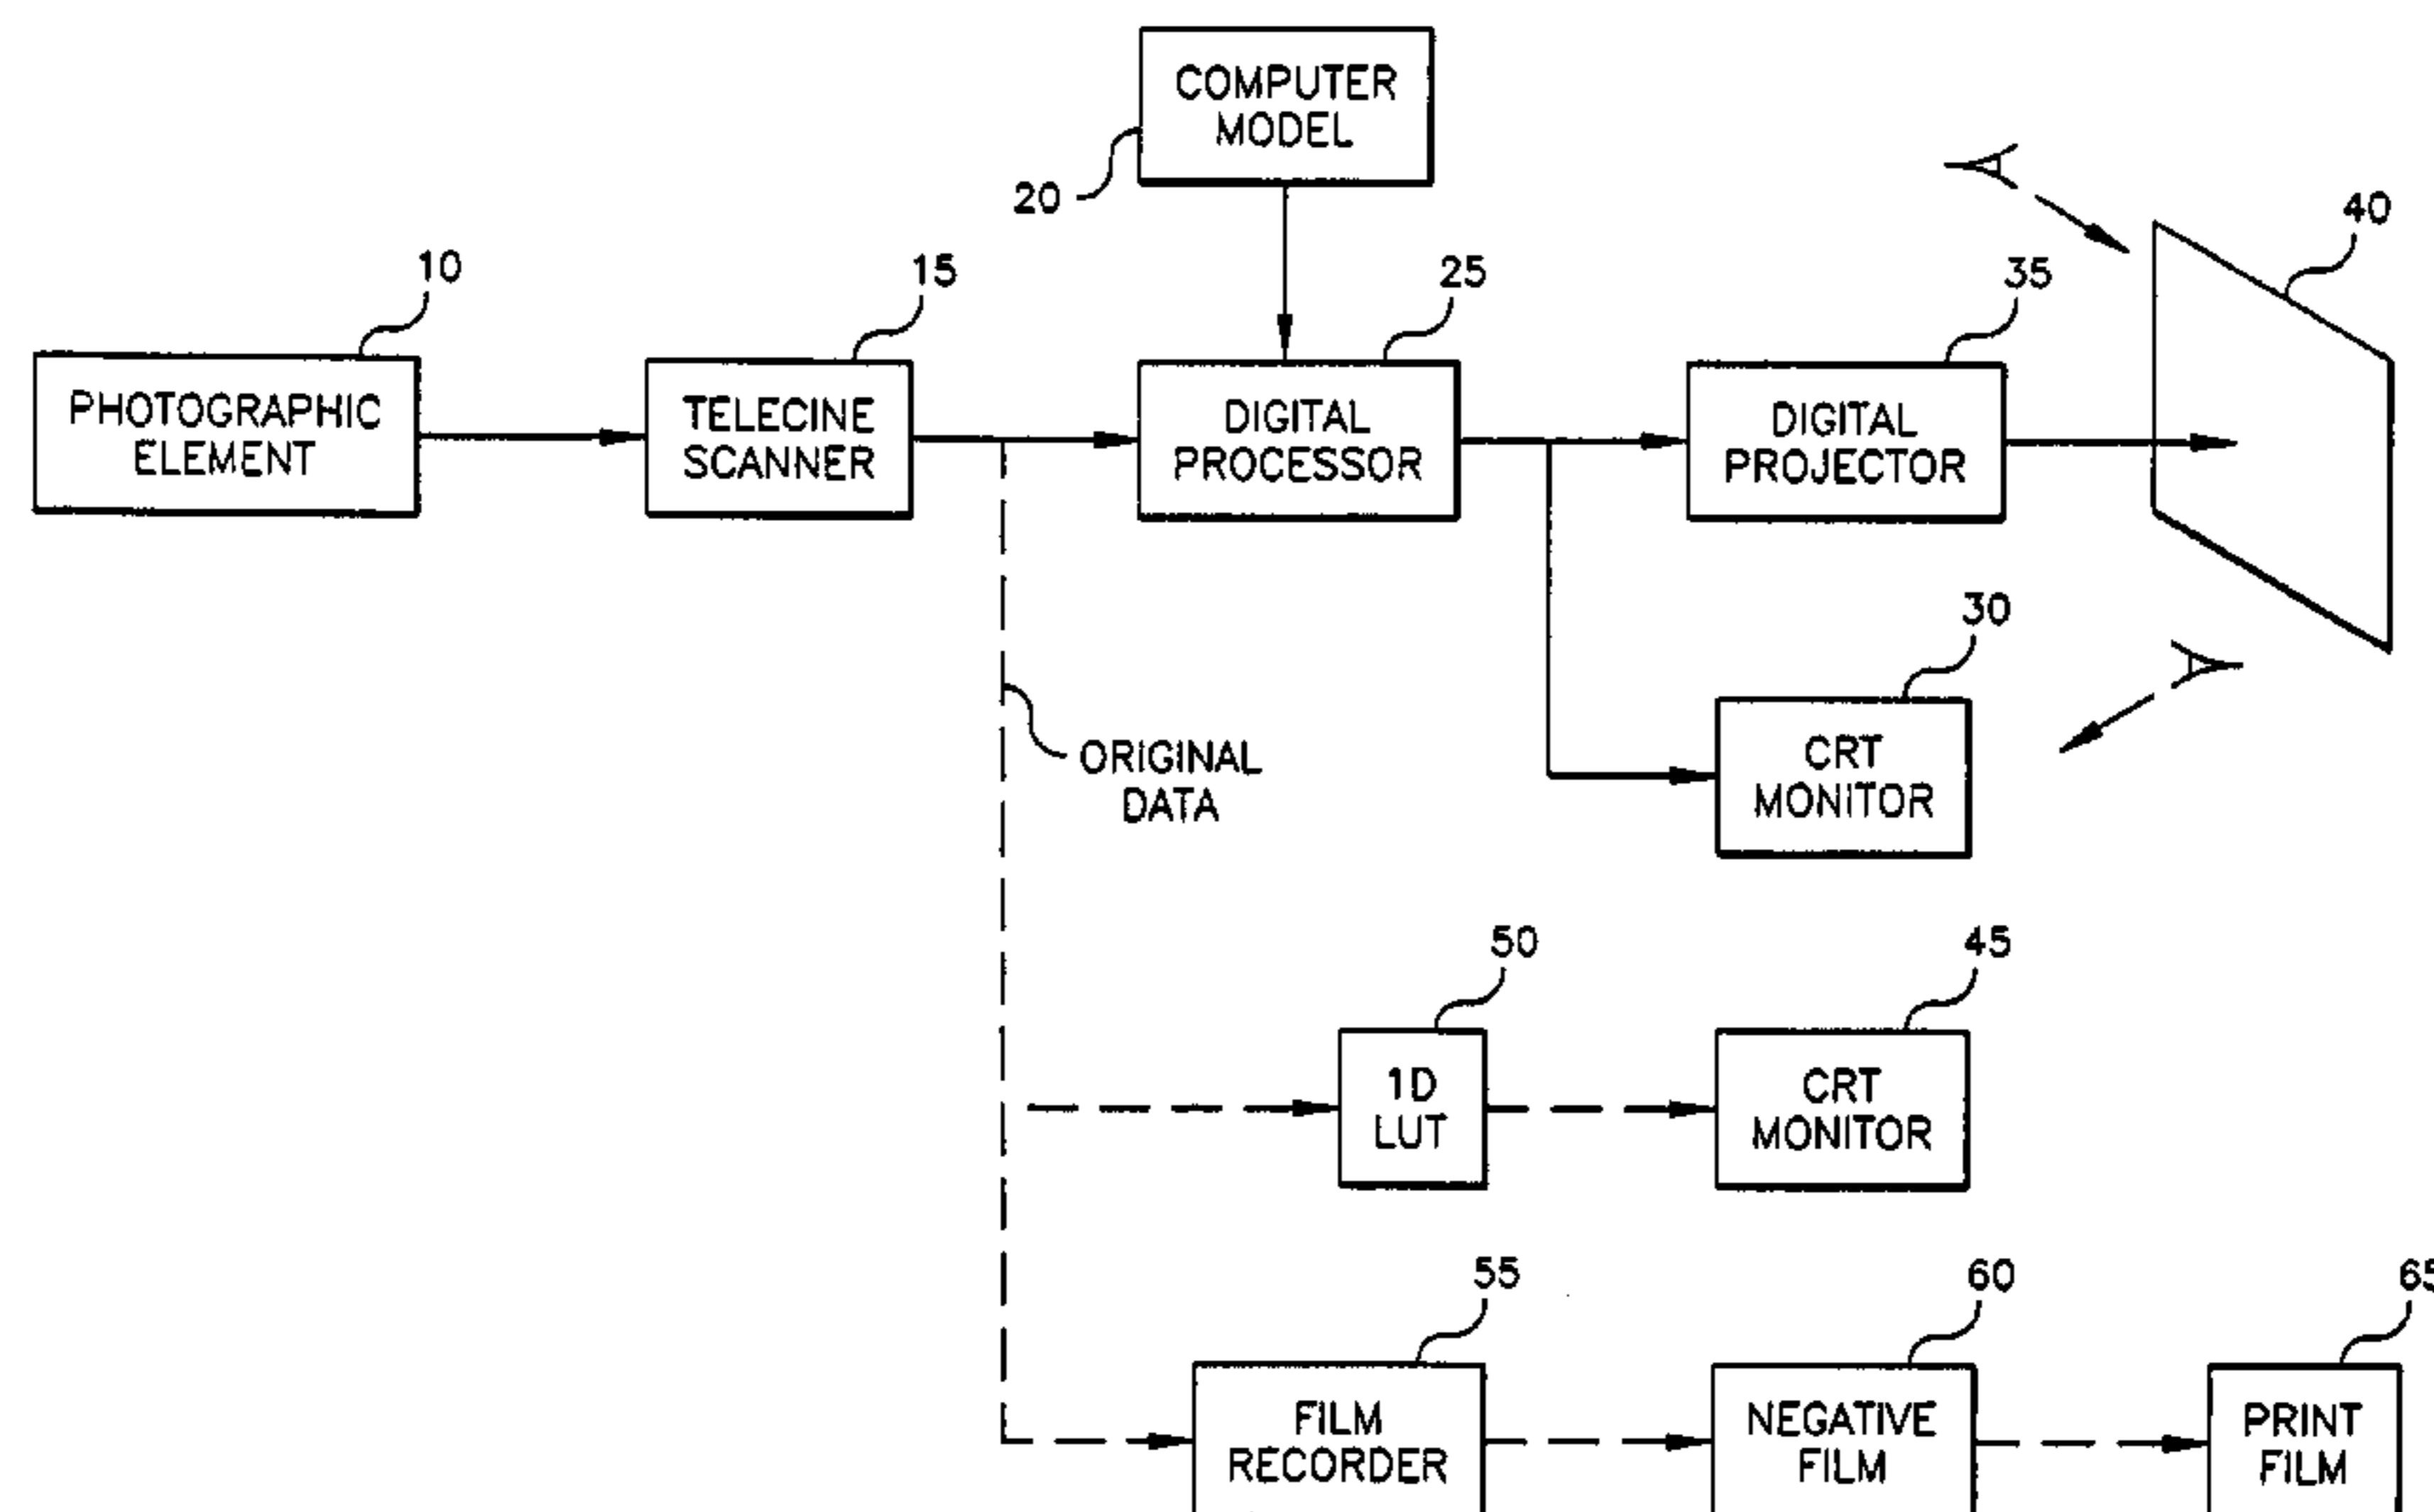 COMPUTER
MODEL
20
40
10
15
25
35
PHOTOGRAPHIC
ELEMENT
TELECINE
SCANNER
DIGITAL
PROCESSOR
DIGITAL
PROJECTOR
30
ORIGINAL
DATA
CRT
MONITOR
50
45
1D
LUT
CRT
MONITOR
55
60
65
FILM
RECORDER
NEGATIVE
FILM
PRINT
FILM